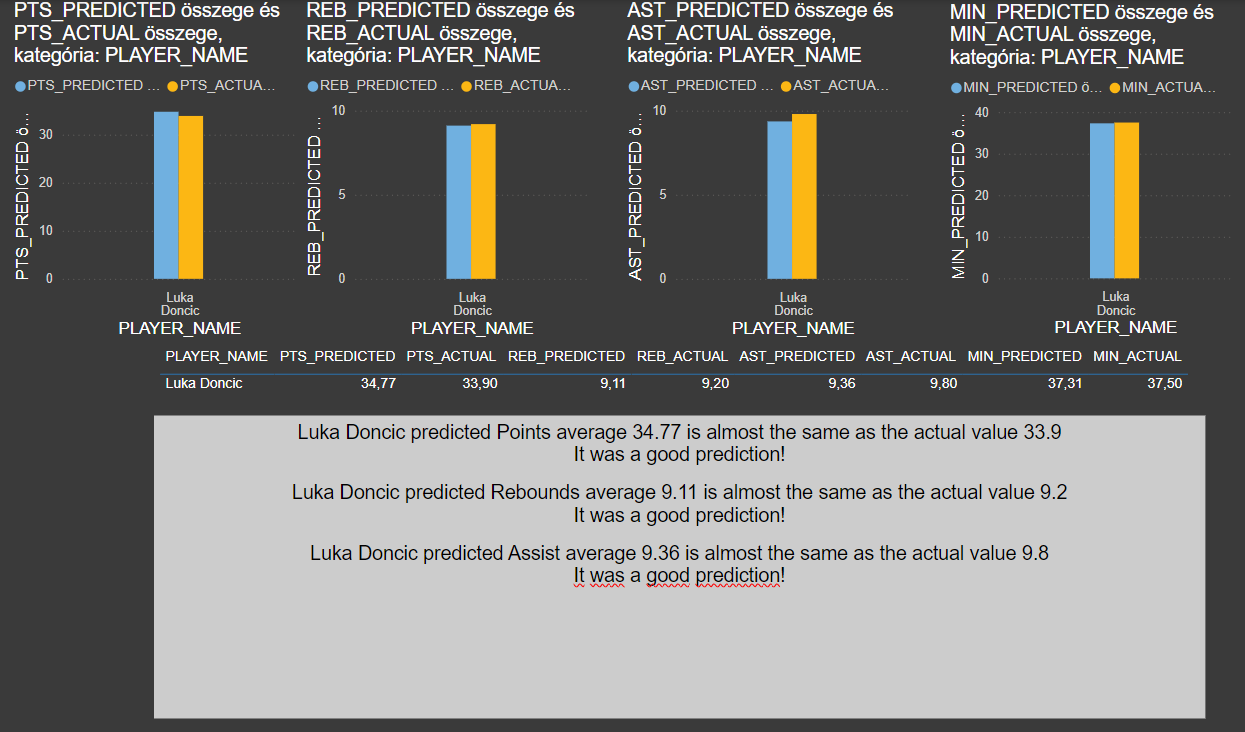 PTS_PREDICTED összege és
PTS_ACTUAL összege,
kategória: PLAYER_NAME
PTS_PREDICTED ... PTS_ACTUA...
PTS_PREDICTED ö...
30
20
10
0
Luka
Doncic
PLAYER_NAME
REB_PREDICTED összege és
REB_ACTUAL összege,
kategória: PLAYER_NAME
REB_PREDICTED ... REB_ACTUA...
REB_PREDICTED ...
10
5
0
Luka
Doncic
PLAYER_NAME
AST_PREDICTED összege és
AST_ACTUAL összege,
kategória: PLAYER_NAME
AST_PREDICTED ... AST_ACTUA...
AST_PREDICTED ö...
10
5
0
Luka
Doncic
PLAYER_NAME
MIN_PREDICTED összege és
MIN_ACTUAL összege,
kategória: PLAYER_NAME
MIN_PREDICTED ö... MIN_ACTUA...
MIN_PREDICTED ö...
40
30
20
10
0
Luka
Doncic
PLAYER_NAME
PLAYER_NAME PTS_PREDICTED PTS_ACTUAL REB_PREDICTED REB_ACTUAL AST_PREDICTED AST_ACTUAL MIN_PREDICTED MIN_ACTUAL
Luka Doncic 34,77 33,90 9,11 9,20 9,36 9,80 37,31 37,50
Luka Doncic predicted Points average 34.77 is almost the same as the actual value 33.9
It was a good prediction!
Luka Doncic predicted Rebounds average 9.11 is almost the same as the actual value 9.2
It was a good prediction!
Luka Doncic predicted Assist average 9.36 is almost the same as the actual value 9.8
It was a good prediction!